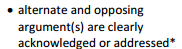 • alternate and opposing
argument(s) are clearly
acknowledged or addressed*